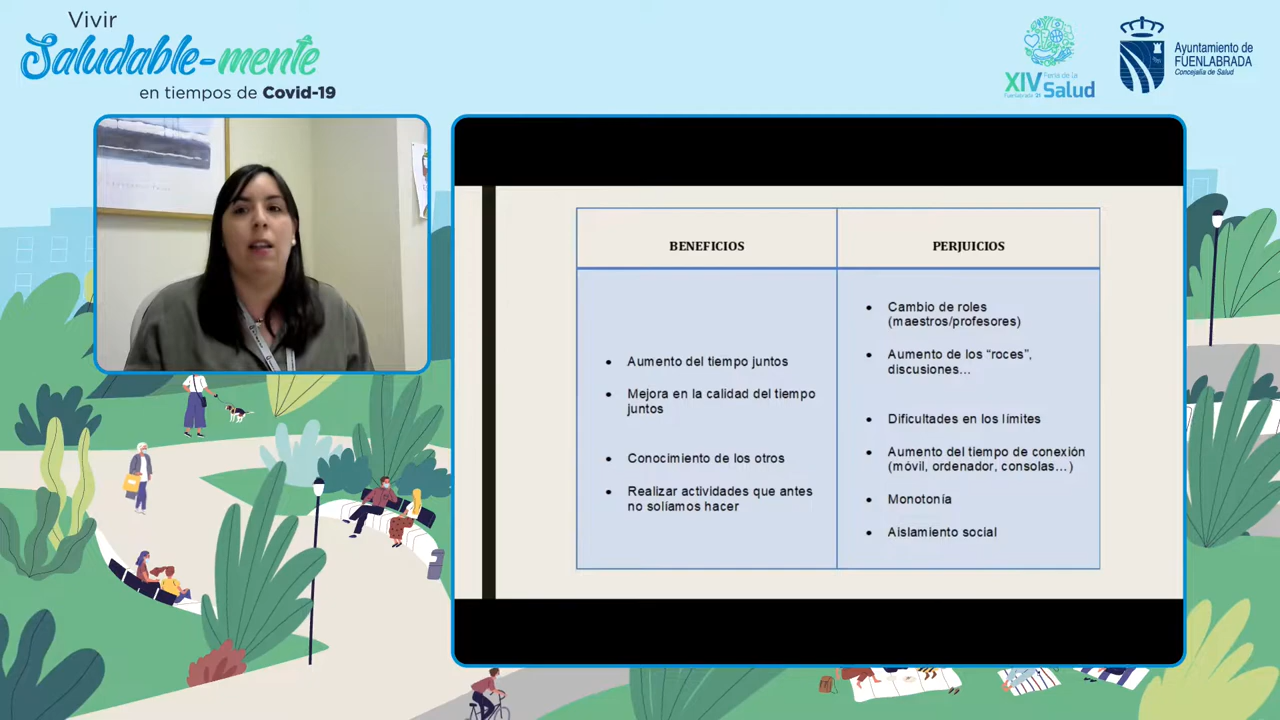 Vivir
Saludable-mente
en tiempos de Covid-19
XIV Feria de la
Salud
Fuenlabrada 21
Ayuntamiento de
FUENLABRADA
Concejalía de Salud
BENEFICIOS
PERJUICIOS
• Aumento del tiempo juntos
• Mejora en la calidad del tiempo
juntos
• Conocimiento de los otros
• Realizar actividades que antes
no solíamos hacer
• Cambio de roles
(maestros/profesores)
• Aumento de los “roces”,
discusiones…
• Dificultades en los límites
• Aumento del tiempo de conexión
(móvil, ordenador, consolas…)
• Monotonía
• Aislamiento social